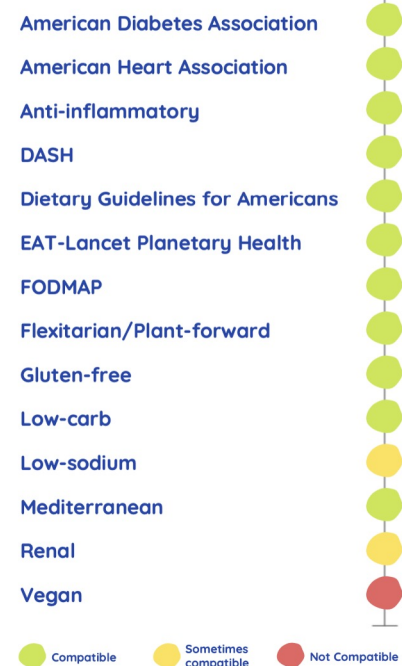 American Diabetes Association
American Heart Association
Anti-inflammatory
DASH
Dietary Guidelines for Americans
EAT-Lancet Planetary Health
FODMAP
Flexitarian/Plant-forward
Gluten-free
Low-carb
Low-sodium
Mediterranean
Renal
Vegan
Compatible
Sometimes
compatible
Not Compatible